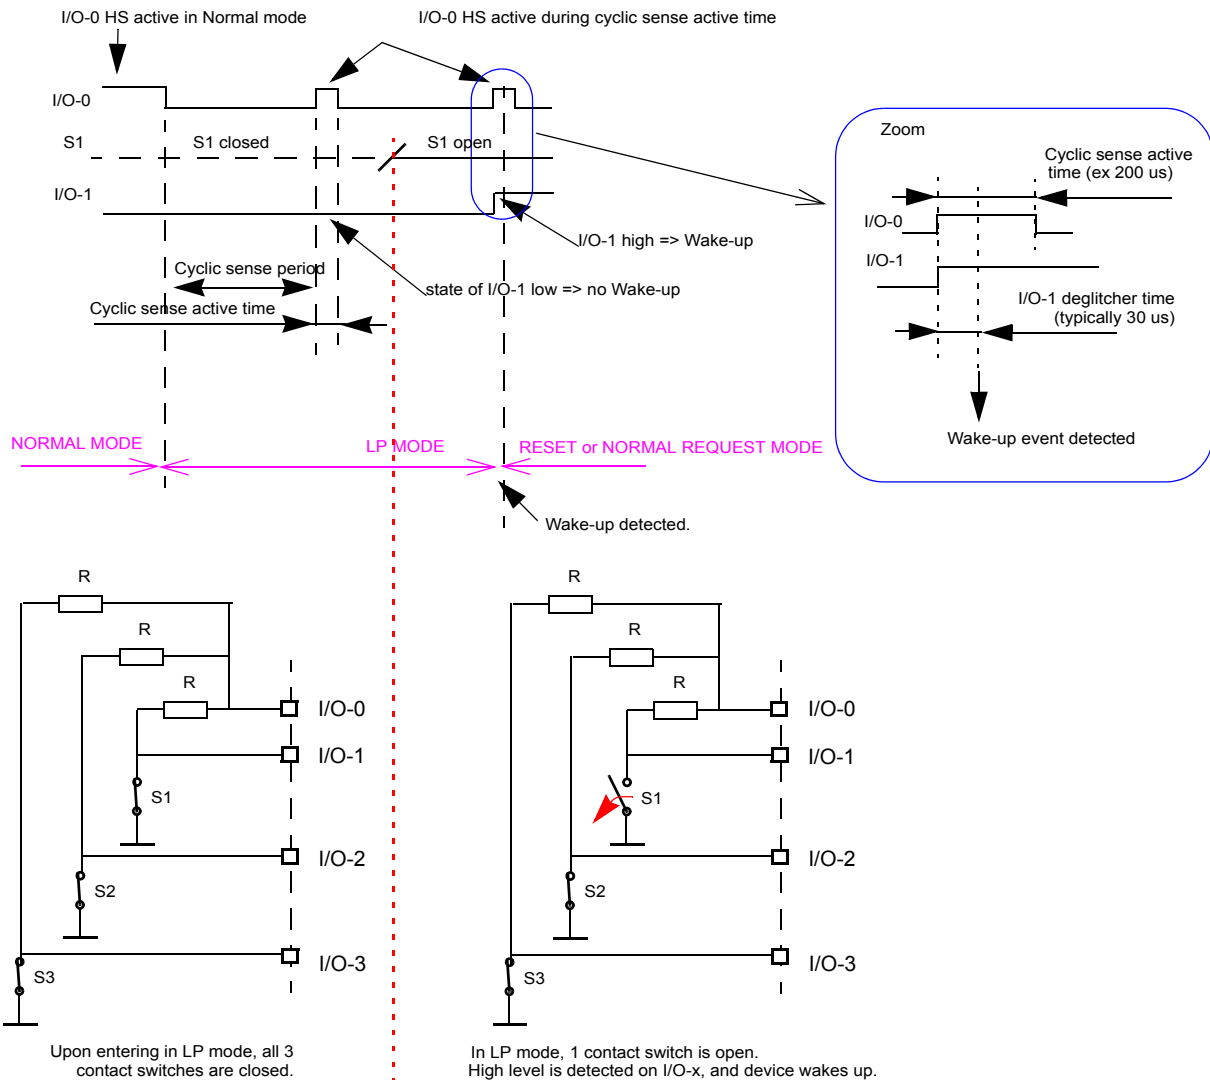 I/O-0 HS active in Normal mode
I/O-0 HS active during cyclic sense active time
I/O-0
S1
S1 closed
S1 open
I/O-1
I/O-1 high => Wake-up
Cyclic sense period
state of I/O-1 low => no Wake-up
Cyclic sense active time
Zoom
Cyclic sense active
time (ex 200 us)
I/O-0
I/O-1
I/O-1 deglitcher time
(typically 30 us)
Wake-up event detected
NORMAL MODE
LP MODE
RESET or NORMAL REQUEST MODE
Wake-up detected.
R
R
R
I/O-0
I/O-1
S1
I/O-2
S2
I/O-3
S3
Upon entering in LP mode, all 3
contact switches are closed.
R
R
R
I/O-0
I/O-1
S1
I/O-2
S2
I/O-3
S3
In LP mode, 1 contact switch is open.
High level is detected on I/O-x, and device wakes up.